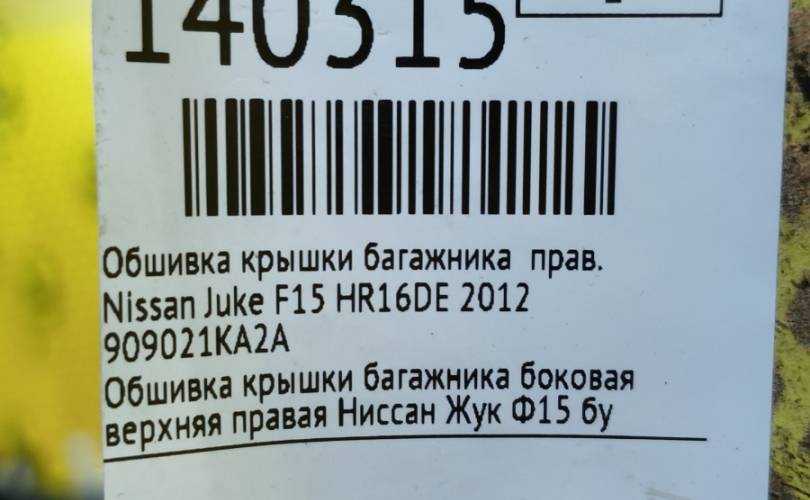 140315
Обшивка крышки багажника прав.
Nissan Juke F15 HR16DE 2012
909021KA2A
Обшивка крышки багажника боковая
верхняя правая Ниссан Жук Ф15 бу